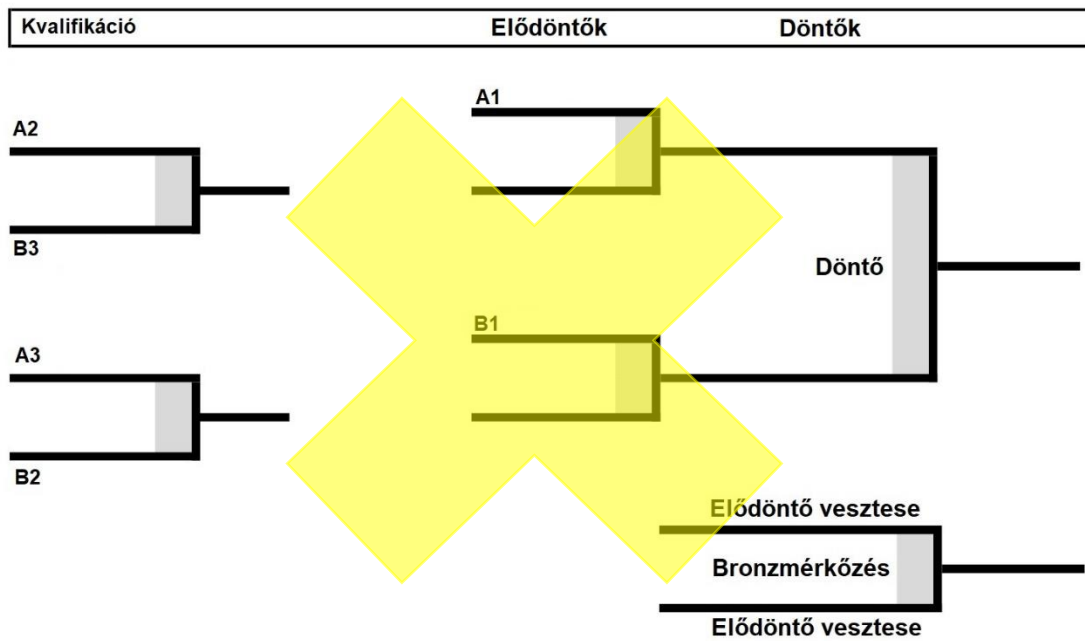 Kvalifikáció Elődöntők Döntők
A1
A2
B3
Döntő
B1
A3
B2
Elődöntő vesztese
Bronzmérkőzés
Elődöntő vesztese